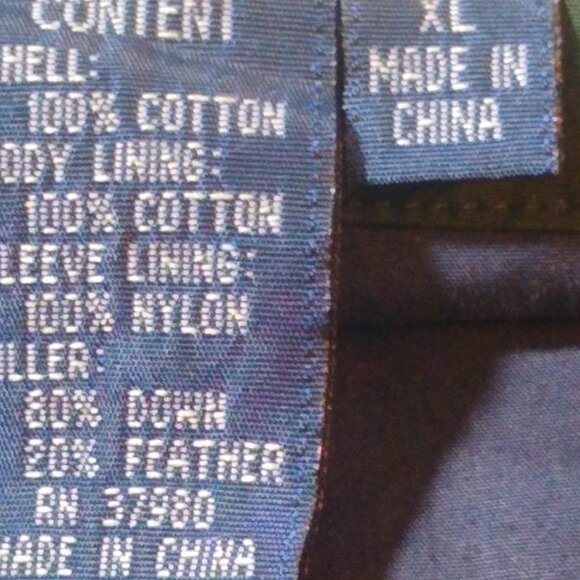 CONTENT
HELL:
100% COTTON
ODY LINING:
100% COTTON
LEEVE LINING:
100% NYLON
ILLER:
80% DOWN
20% FEATHER
RN 37980
MADE IN CHINA
XL
MADE IN
CHINA